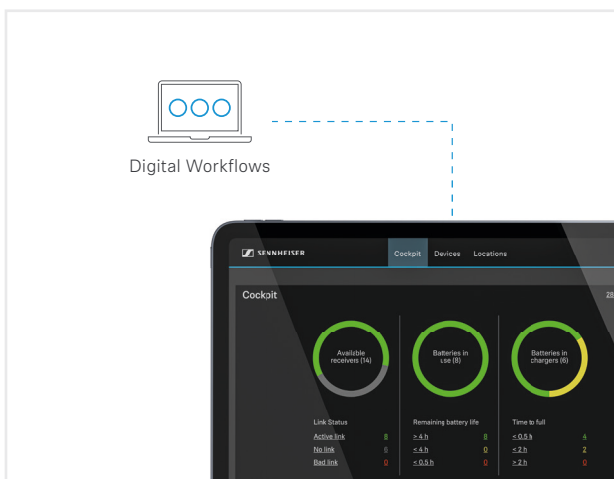 Digital Workflows
SENNHEISER
Cockpit Devices Locations
Cockpit
28
Available
receivers (14)
Batteries in
use (8)
Batteries in
chargers (6)
Link Status
Active link 8
No link 6
Bad link 0
Remaining battery life
> 4 h 8
< 4 h 0
< 0.5 h 0
Time to full
< 0.5 h 4
< 2 h 2
> 2 h 0